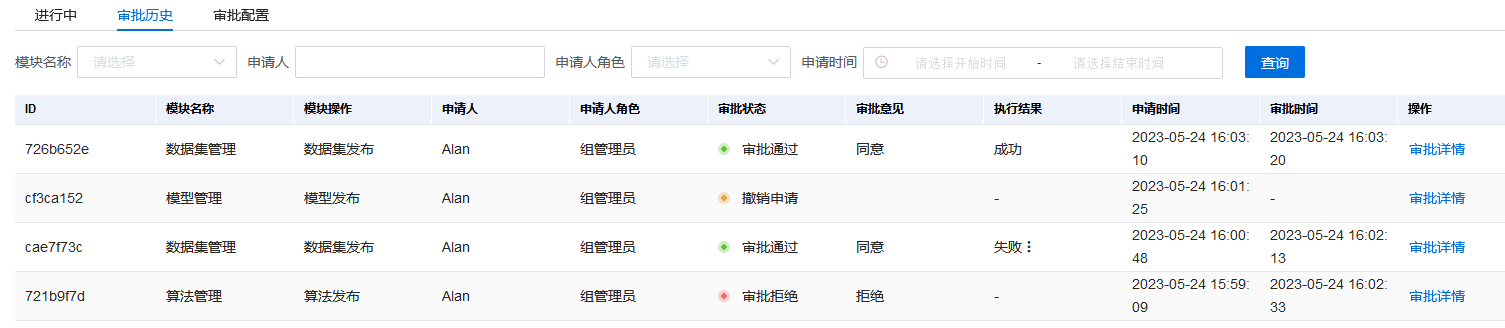 进行中 审批历史 审批配置
模块名称 请选择 申请人 申请人角色 请选择 申请时间 请选择开始时间 - 请选择结束时间 查询
ID 模块名称 模块操作 申请人 申请人角色 审批状态 审批意见 执行结果 申请时间 审批时间 操作
726b652e 数据集管理 数据集发布 Alan 组管理员 审批通过 同意 成功 2023-05-24 16:03:10 2023-05-24 16:03:20 审批详情
cf3ca152 模型管理 模型发布 Alan 组管理员 撤销申请 - 2023-05-24 16:01:25 - 审批详情
cae7f73c 数据集管理 数据集发布 Alan 组管理员 审批通过 同意 失败 2023-05-24 16:00:48 2023-05-24 16:02:13 审批详情
721b9f7d 算法管理 算法发布 Alan 组管理员 审批拒绝 拒绝 - 2023-05-24 15:59:09 2023-05-24 16:02:33 审批详情